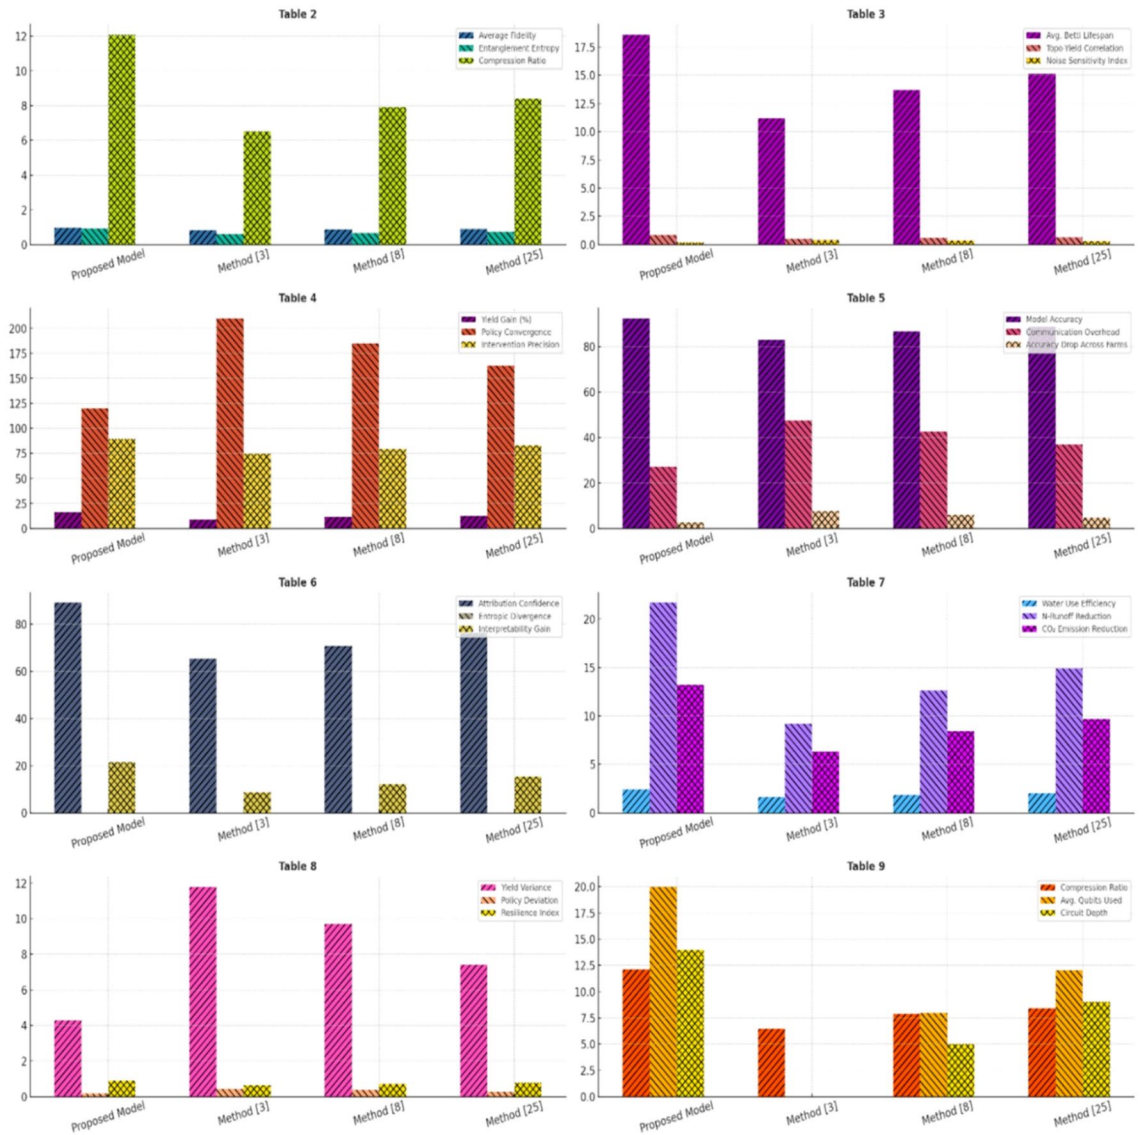 Table 2
Average Fidelity
Entanglement Entropy
Compression Ratio
12
10
8
6
4
2
0
Proposed Model
Method [3]
Method [8]
Method [25]
Table 3
Avg. Betti Lifespan
Topo Yield Correlation
Noise Sensitivity Index
17.5
15.0
12.5
10.0
7.5
5.0
2.5
0.0
Proposed Model
Method [3]
Method [8]
Method [25]
Table 4
Yield Gain (%)
Policy Convergence
Intervention Precision
200
175
150
125
100
75
50
25
0
Proposed Model
Method [3]
Method [8]
Method [25]
Table 5
Model Accuracy
Communication Overhead
Accuracy Drop Across Farms
80
60
40
20
0
Proposed Model
Method [3]
Method [8]
Method [25]
Table 6
Attribution Confidence
Entropic Divergence
Interpretability Gain
80
60
40
20
0
Proposed Model
Method [3]
Method [8]
Method [25]
Table 7
Water Use Efficiency
N-Runoff Reduction
CO₂ Emission Reduction
20
15
10
5
0
Proposed Model
Method [3]
Method [8]
Method [25]
Table 8
Yield Variance
Policy Deviation
Resilience Index
12
10
8
6
4
2
0
Proposed Model
Method [3]
Method [8]
Method [25]
Table 9
Compression Ratio
Avg. Qubits Used
Circuit Depth
20.0
17.5
15.0
12.5
10.0
7.5
5.0
2.5
0.0
Proposed Model
Method [3]
Method [8]
Method [25]